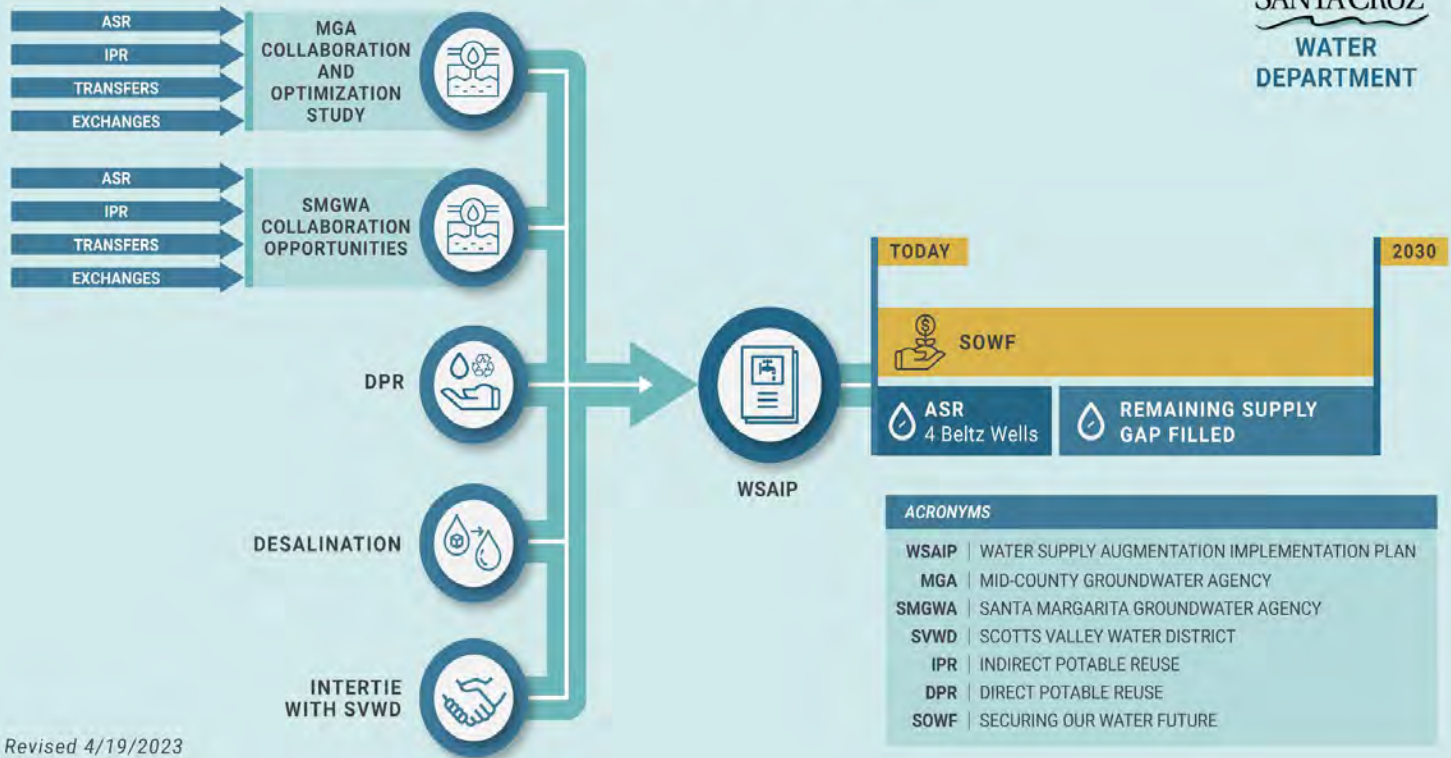 ASR
IPR
TRANSFERS
EXCHANGES
MGA
COLLABORATION
AND
OPTIMIZATION
STUDY
SANTA CRUZ
WATER
DEPARTMENT
ASR
IPR
TRANSFERS
EXCHANGES
SMGWA
COLLABORATION
OPPORTUNITIES
DPR
DESALINATION
INTERTIE
WITH SVWD
WSAIP
TODAY
2030
$
SOWF
ASR
4 Beltz Wells
REMAINING SUPPLY
GAP FILLED
ACRONYMS
WSAIP | WATER SUPPLY AUGMENTATION IMPLEMENTATION PLAN
MGA | MID-COUNTY GROUNDWATER AGENCY
SMGWA | SANTA MARGARITA GROUNDWATER AGENCY
SVWD | SCOTTS VALLEY WATER DISTRICT
IPR | INDIRECT POTABLE REUSE
DPR | DIRECT POTABLE REUSE
SOWF | SECURING OUR WATER FUTURE
Revised 4/19/2023